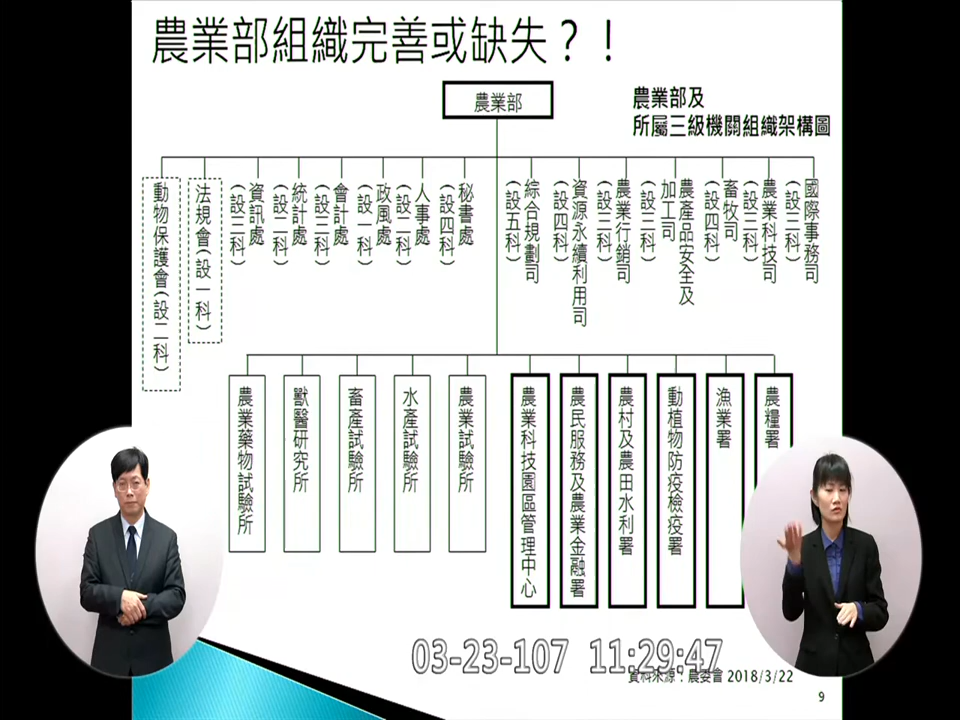 農業部組織完善或缺失？！
農業部
農業部及
所屬三級機關組織架構圖
動物保護會(設二科)
法規會(設一科)
資訊處
(設三科)
統計處
(設二科)
會計處
(設三科)
政風處
(設一科)
人事處
(設二科)
秘書處
(設四科)
綜合規劃司
(設五科)
資源永續利用司
(設四科)
農業行銷司
(設三科)
農產品安全及
加工司
(設三科)
畜牧司
(設四科)
農業科技司
(設三科)
國際事務司
(設三科)
農業藥物試驗所
獸醫研究所
畜產試驗所
水產試驗所
農業試驗所
農業科技園區管理中心
農民服務及農業金融署
農村及農田水利署
動植物防疫檢疫署
漁業署
農糧署
03-23-107 11:29:47
資料來源：農委會 2018/3/22
9